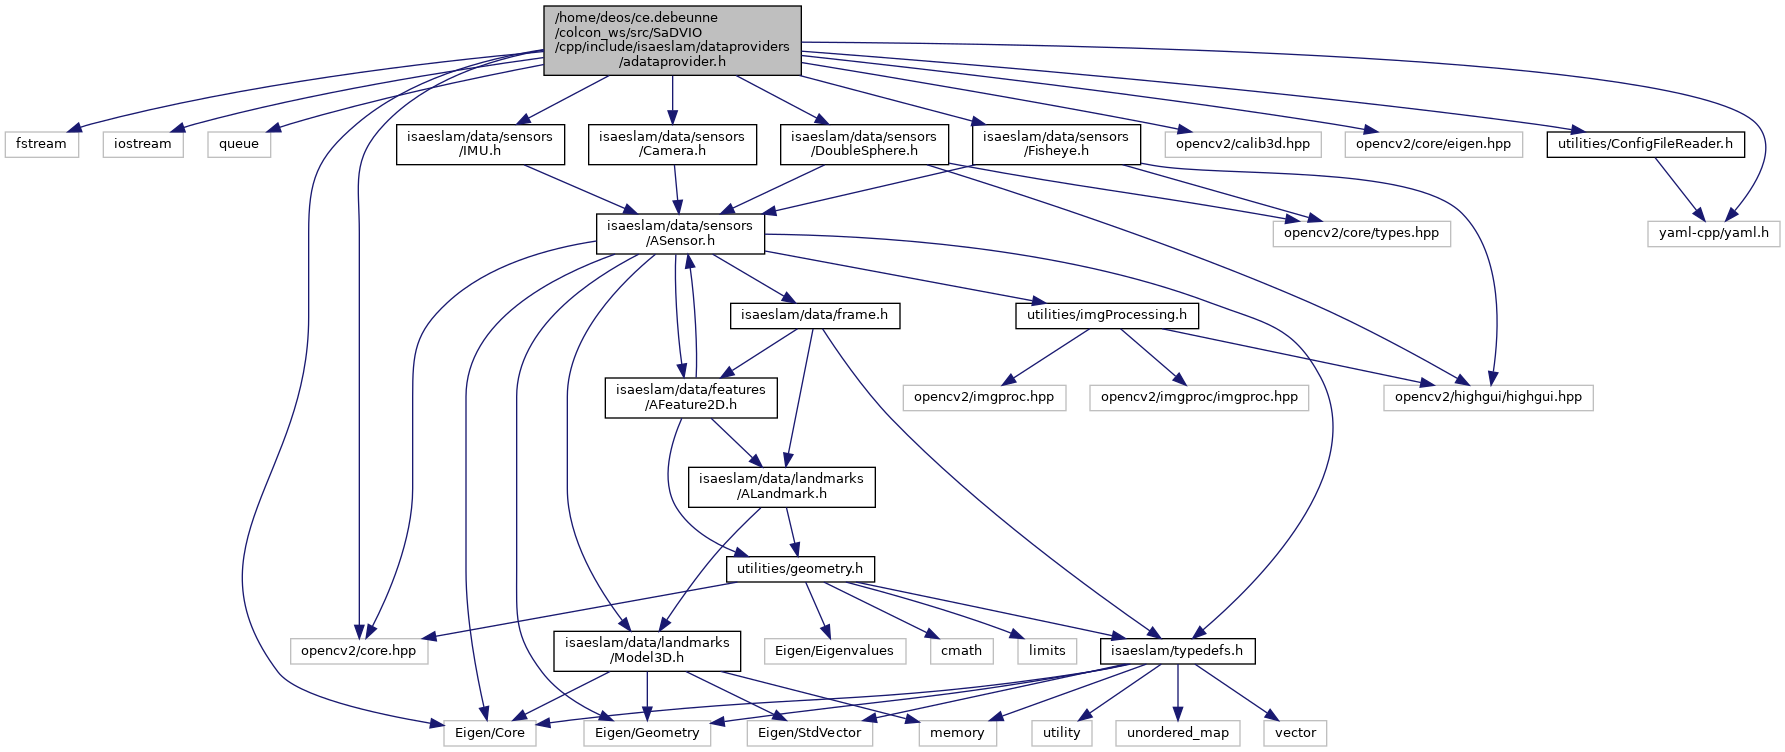 /home/deos/ce.debeunne
/colcon_ws/src/SaDVIO
/cpp/include/isaeslam/dataproviders
/adataprovider.h
fstream
iostream
queue
isaeslam/data/sensors
/IMU.h
isaeslam/data/sensors
/Camera.h
isaeslam/data/sensors
/DoubleSphere.h
isaeslam/data/sensors
/Fisheye.h
opencv2/calib3d.hpp
opencv2/core/eigen.hpp
utilities/ConfigFileReader.h
isaeslam/data/sensors
/ASensor.h
opencv2/core/types.hpp
yaml-cpp/yaml.h
isaeslam/data/frame.h
utilities/imgProcessing.h
isaeslam/data/features
/AFeature2D.h
opencv2/imgproc.hpp
opencv2/imgproc/imgproc.hpp
opencv2/highgui/highgui.hpp
isaeslam/data/landmarks
/ALandmark.h
utilities/geometry.h
opencv2/core.hpp
isaeslam/data/landmarks
/Model3D.h
Eigen/Eigenvalues
cmath
limits
isaeslam/typedefs.h
Eigen/Core
Eigen/Geometry
Eigen/StdVector
memory
utility
unordered_map
vector